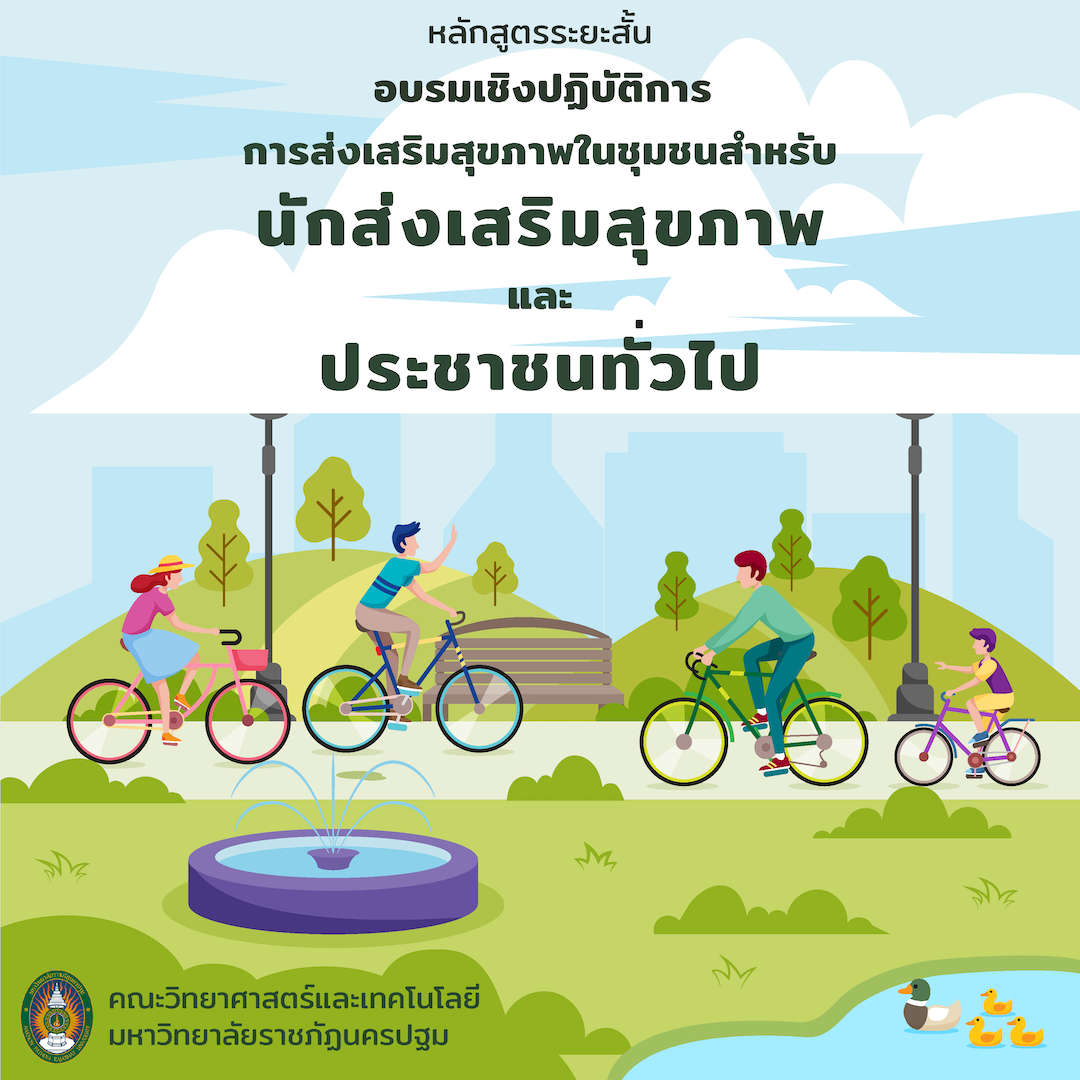 หลักสูตรระยะสั้น
อบรมเชิงปฏิบัติการ
การส่งเสริมสุขภาพในชุมชนสำหรับ
นักส่งเสริมสุขภาพ
และ
ประชาชนทั่วไป
คณะวิทยาศาสตร์และเทคโนโลยี
มหาวิทยาลัยราชภัฏนครปฐม